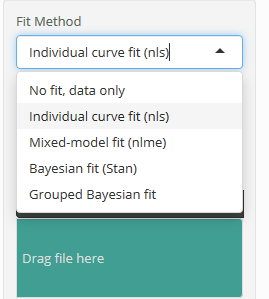 Fit Method
Individual curve fit (nls)
No fit, data only
Individual curve fit (nls)
Mixed-model fit (nlme)
Bayesian fit (Stan)
Grouped Bayesian fit
Drag file here